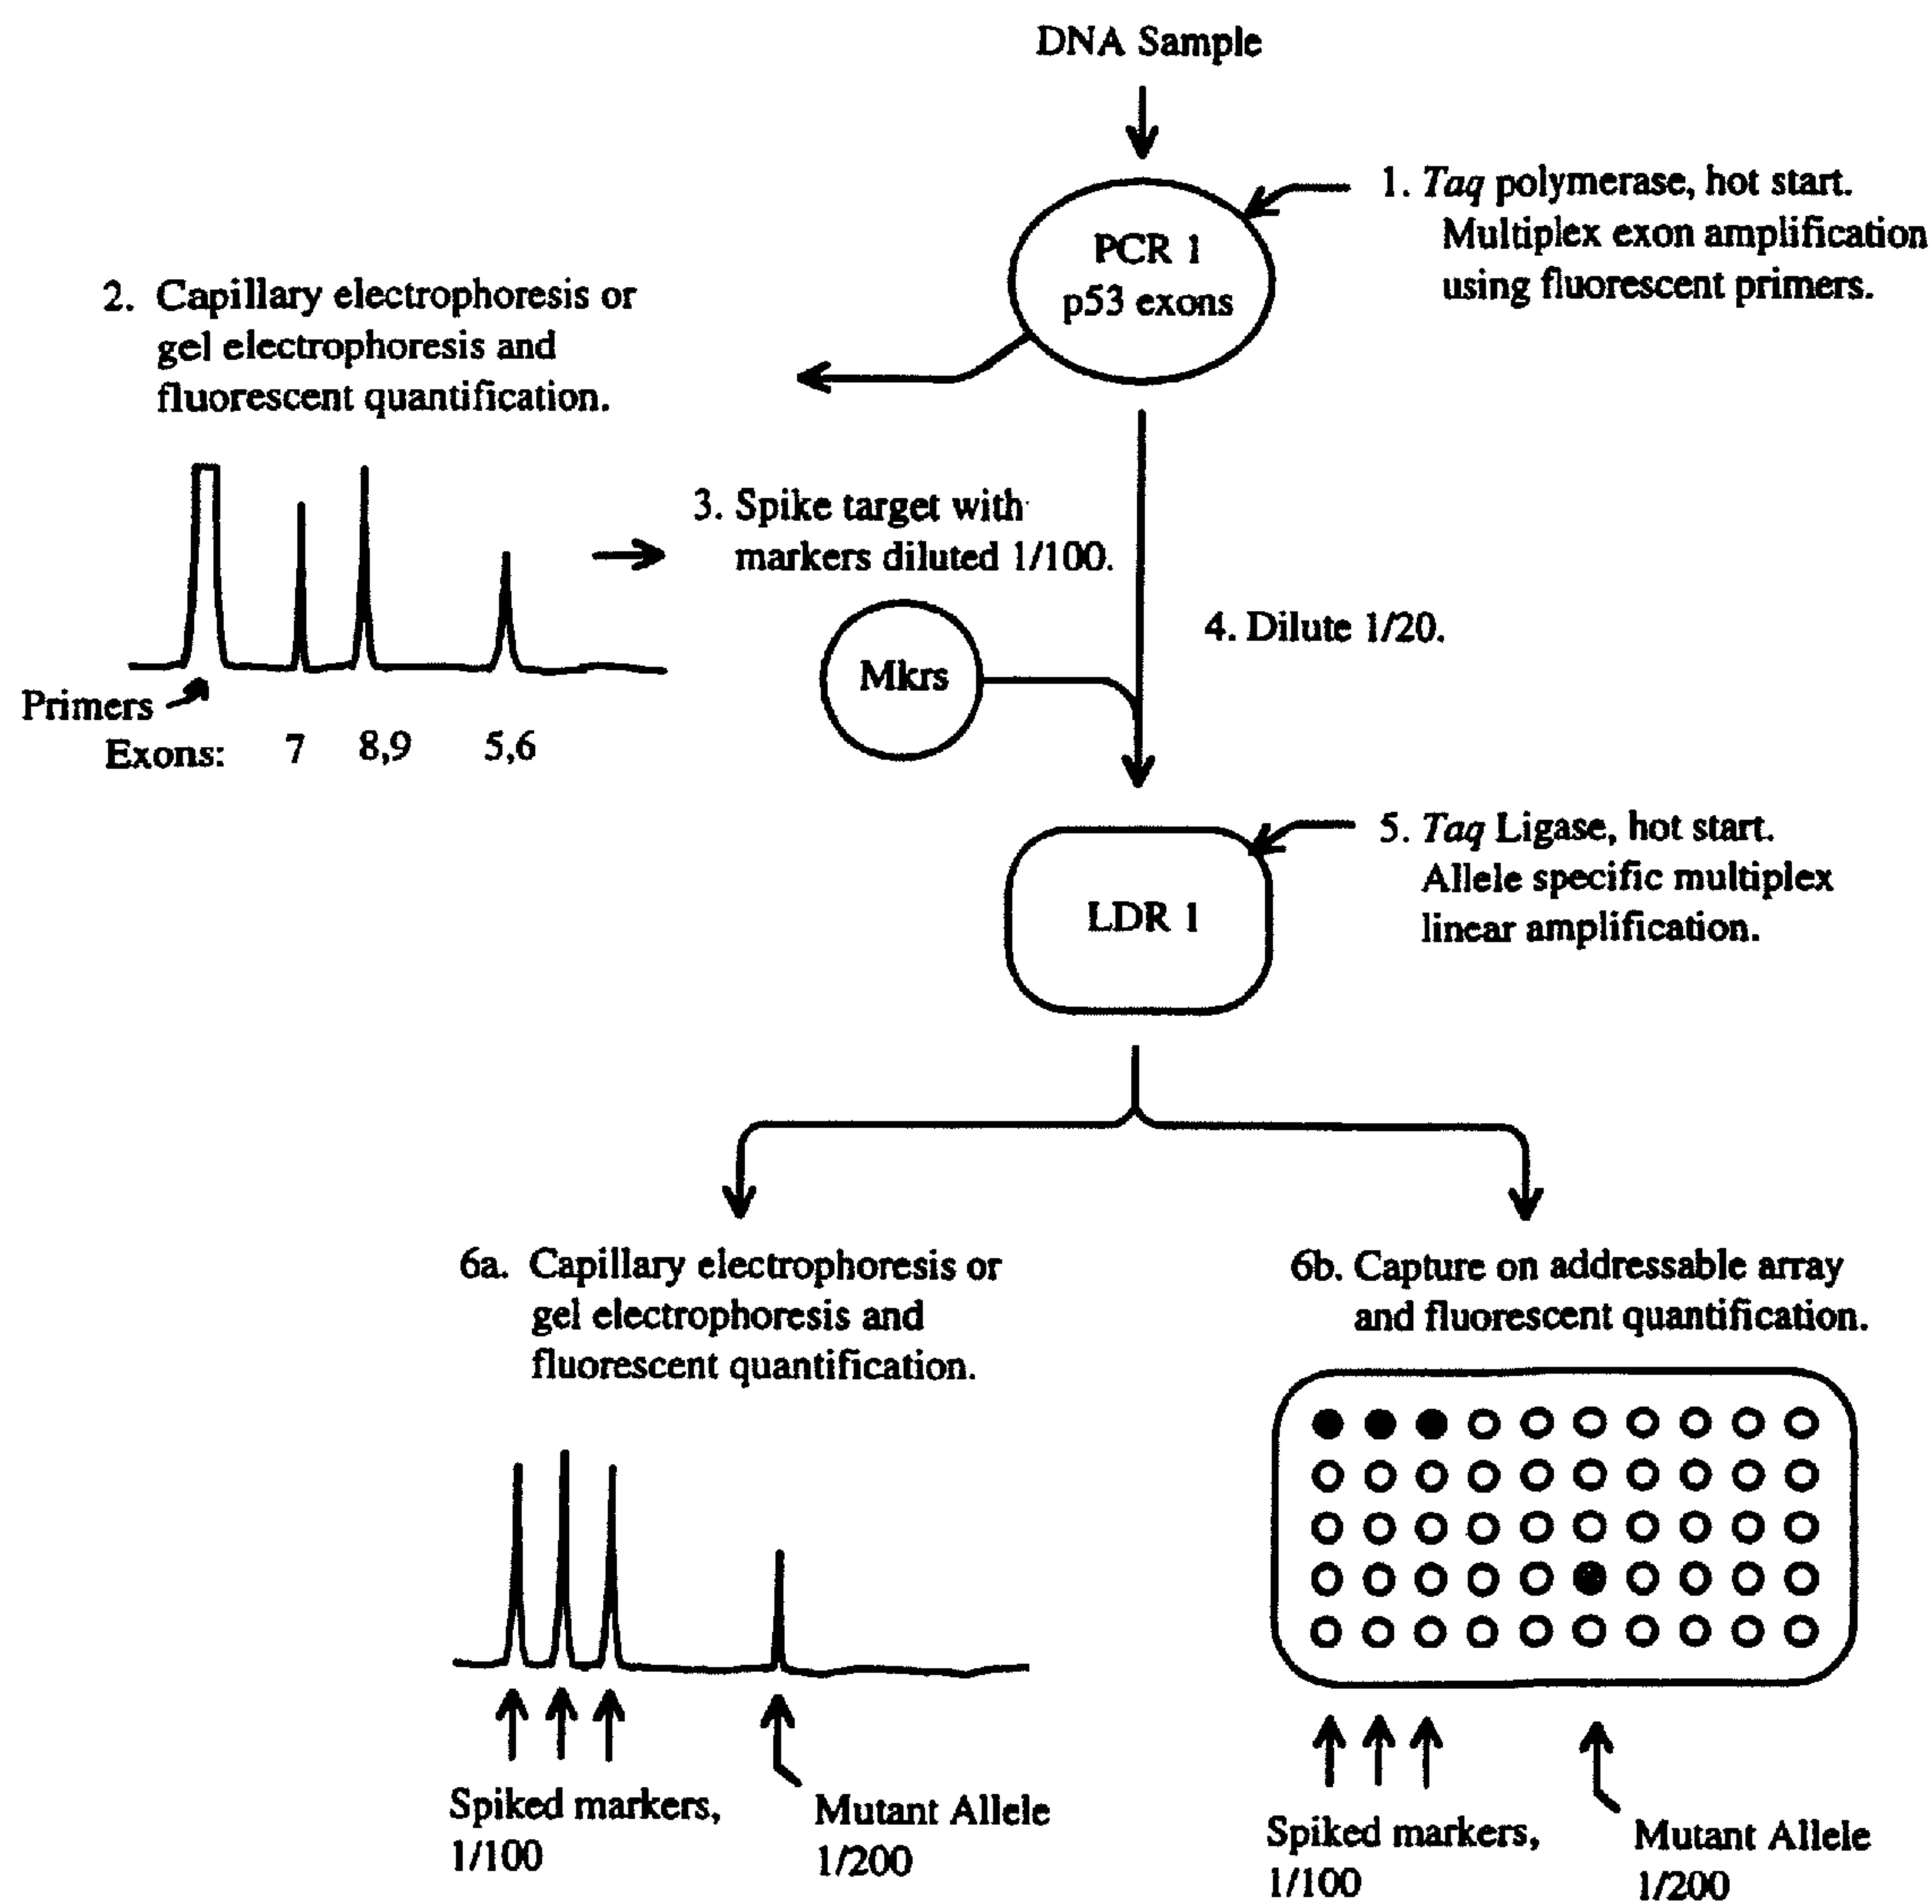 DNA Sample
1. Taq polymerase, hot start.
Multiplex exon amplification
using fluorescent primers.
PCR 1
p53 exons
2. Capillary electrophoresis or
gel electrophoresis and
fluorescent quantification.
3. Spike target with
markers diluted 1/100.
4. Dilute 1/20.
Mkrs
Primers
Exons: 7 8,9 5,6
5. Taq Ligase, hot start.
Allele specific multiplex
linear amplification.
LDR 1
6a. Capillary electrophoresis or
gel electrophoresis and
fluorescent quantification.
6b. Capture on addressable array
and fluorescent quantification.
Spiked markers,
1/100
Mutant Allele
1/200
Spiked markers,
1/100
Mutant Allele
1/200